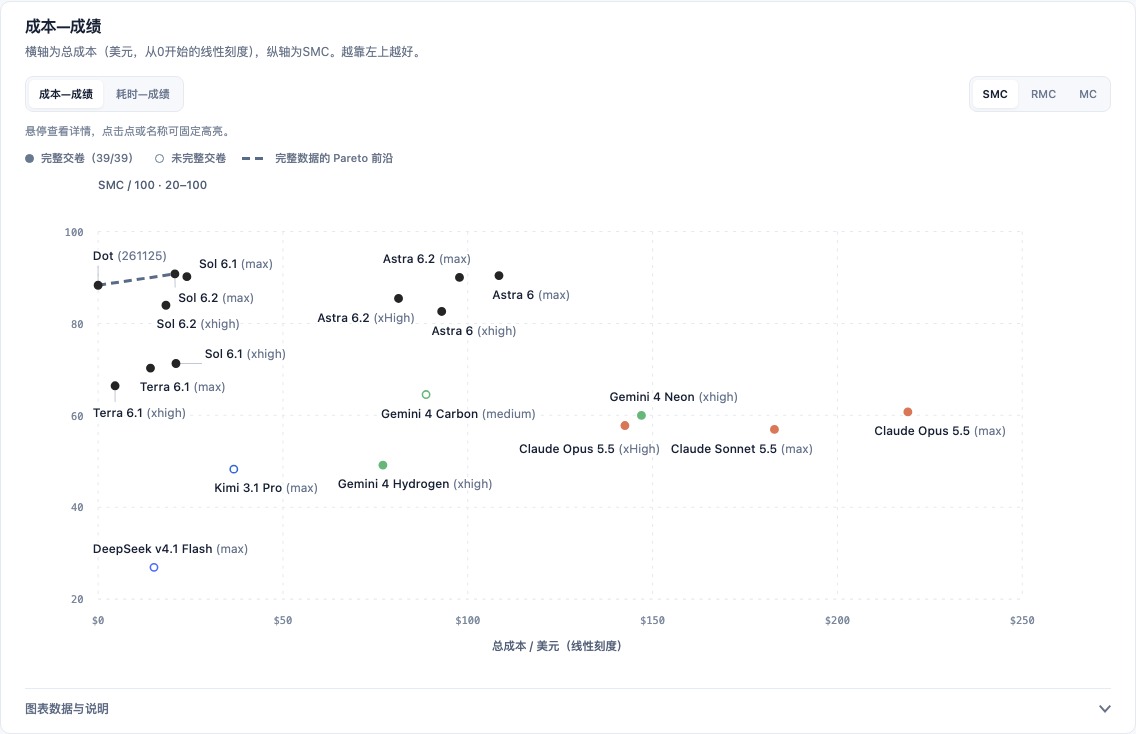 成本—成绩
横轴为总成本（美元，从0开始的线性刻度），纵轴为SMC。越靠左上越好。
成本—成绩 耗时—成绩
SMC RMC MC
悬停查看详情，点击点或名称可固定高亮。
完整交卷（39/39） 未完整交卷 完整数据的 Pareto 前沿
SMC / 100 · 20–100
100
Dot (261125)
Sol 6.1 (max)
Astra 6.2 (max)
Sol 6.2 (max)
Astra 6 (max)
Astra 6.2 (xHigh)
80
Sol 6.2 (xhigh)
Astra 6 (xhigh)
Sol 6.1 (xhigh)
Terra 6.1 (max)
Gemini 4 Neon (xhigh)
60
Terra 6.1 (xhigh)
Gemini 4 Carbon (medium)
Claude Opus 5.5 (max)
Claude Opus 5.5 (xHigh)
Claude Sonnet 5.5 (max)
Kimi 3.1 Pro (max)
Gemini 4 Hydrogen (xhigh)
40
DeepSeek v4.1 Flash (max)
20
$0 $50 $100 $150 $200 $250
总成本 / 美元（线性刻度）
图表数据与说明